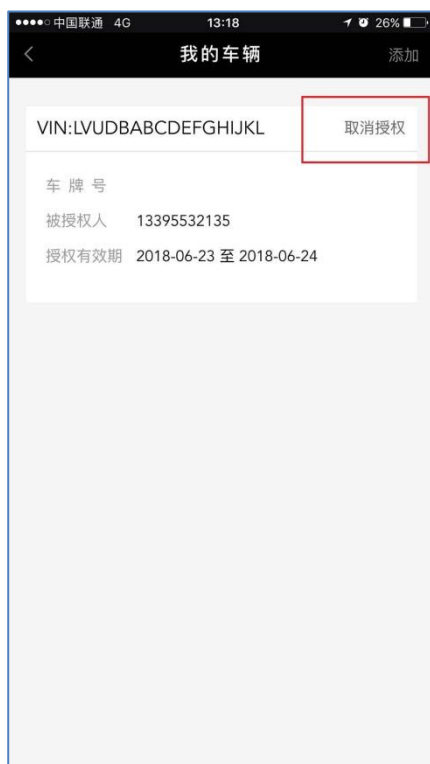 中国联通 4G 13:18 26%
我的车辆 添加
VIN:LVUDBABCDEFGHIJKL 取消授权
车牌号
被授权人 13395532135
授权有效期 2018-06-23 至 2018-06-24